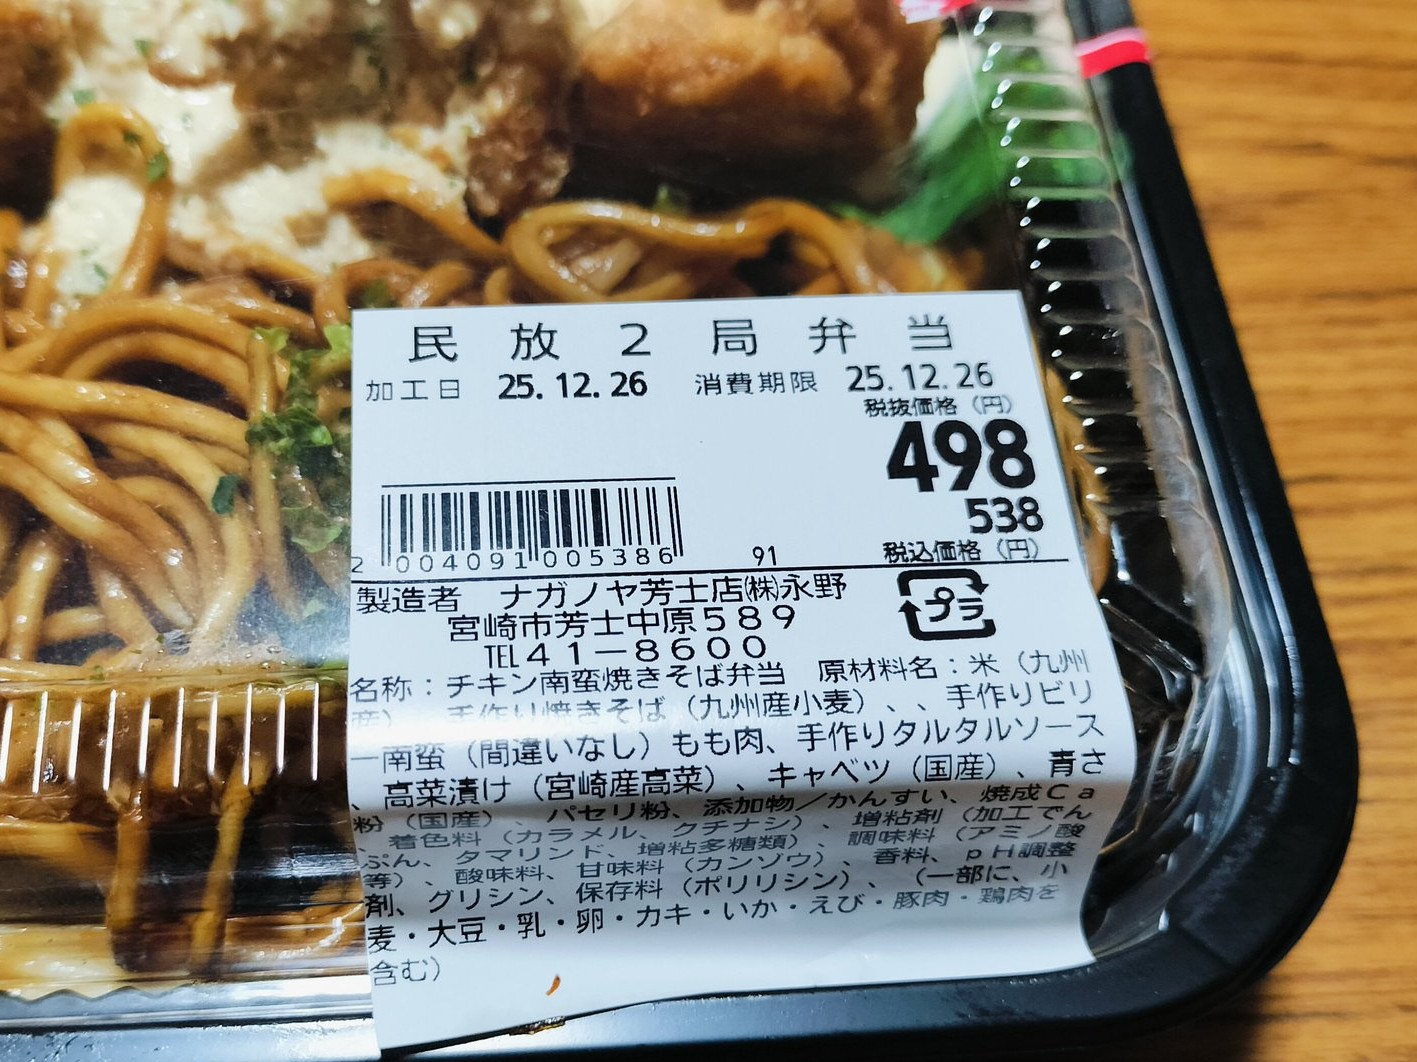 民放2局弁当
加工日 25.12.26 消費期限 25.12.26
税抜価格（円）
498
538
税込価格（円）
2 004091 005386 91
製造者 ナガノヤ芳士店㈱永野
宮崎市芳士中原589
TEL41－8600
プラ
名称：チキン南蛮焼きそば弁当 原材料名：米（九州
産）、手作り焼きそば（九州産小麦）、、手作りビリ
ー南蛮（間違いなし）もも肉、手作りタルタルソース
、高菜漬け（宮崎産高菜）、キャベツ（国産）、青さ
粉（国産）、パセリ粉、添加物／かんすい、焼成Ｃａ
、着色料（カラメル、クチナシ）、増粘剤（加工でん
ぷん、タマリンド、増粘多糖類）、調味料（アミノ酸
等）、酸味料、甘味料（カンゾウ）、香料、ｐＨ調整
剤、グリシン、保存料（ポリリシン）、（一部に、小
麦・大豆・乳・卵・カキ・いか・えび・豚肉・鶏肉を
含む）